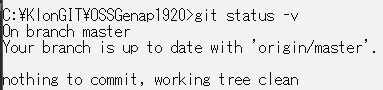 C:¥KlonGIT¥OSSGenap1920>git status -v
On branch master
Your branch is up to date with 'origin/master'.

nothing to commit, working tree clean